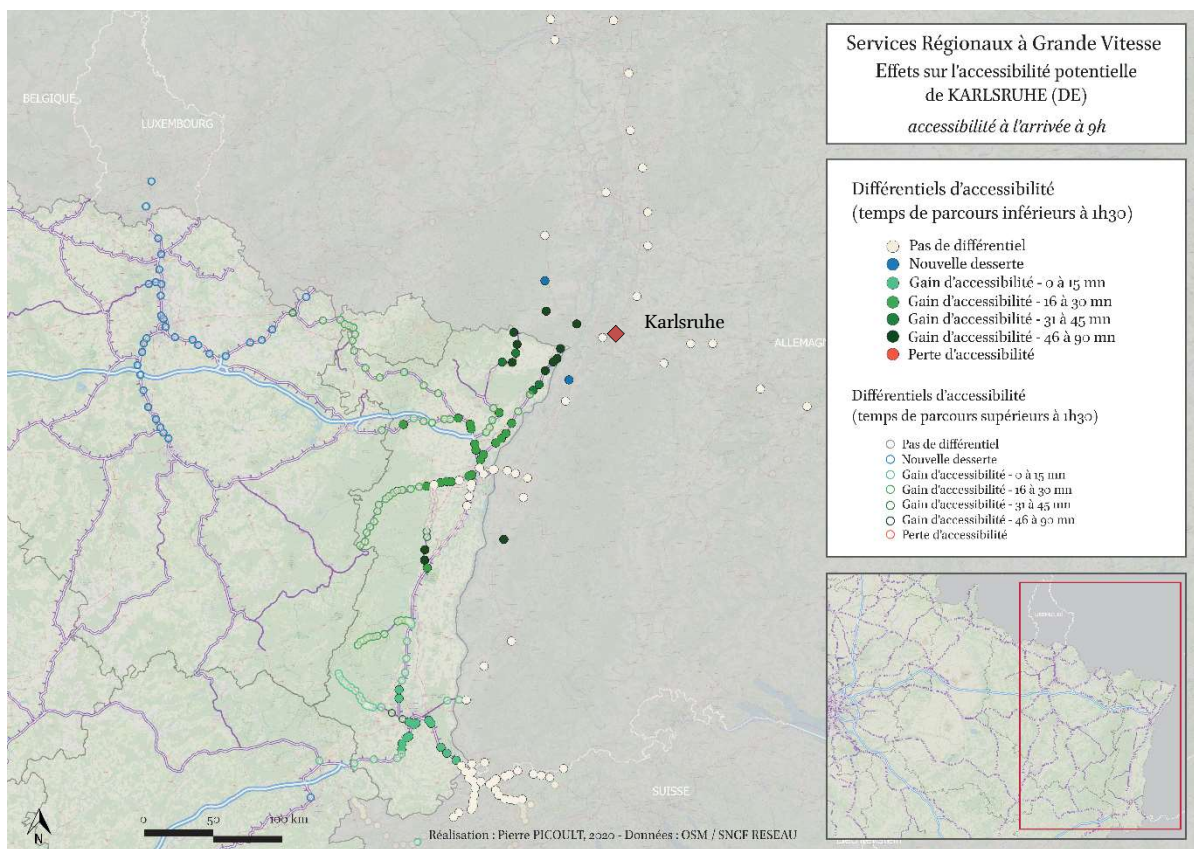 Services Régionaux à Grande Vitesse
Effets sur l'accessibilité potentielle
de KARLSRUHE (DE)
accessibilité à l'arrivée à 9h
BELGIQUE
LUXEMBOURG
Différentiels d'accessibilité
(temps de parcours inférieurs à 1h30)
Pas de différentiel
Nouvelle desserte
Gain d'accessibilité - 0 à 15 mn
Gain d'accessibilité - 16 à 30 mn
Gain d'accessibilité - 31 à 45 mn
Gain d'accessibilité - 46 à 90 mn
Perte d'accessibilité
Karlsruhe
ALLEMAGN
Différentiels d'accessibilité
(temps de parcours supérieurs à 1h30)
Pas de différentiel
Nouvelle desserte
Gain d'accessibilité - 0 à 15 mn
Gain d'accessibilité - 16 à 30 mn
Gain d'accessibilité - 31 à 45 mn
Gain d'accessibilité - 46 à 90 mn
Perte d'accessibilité
SUISSE
N
0 50 100 km
Réalisation : Pierre PICOULT, 2020 - Données : OSM / SNCF RESEAU